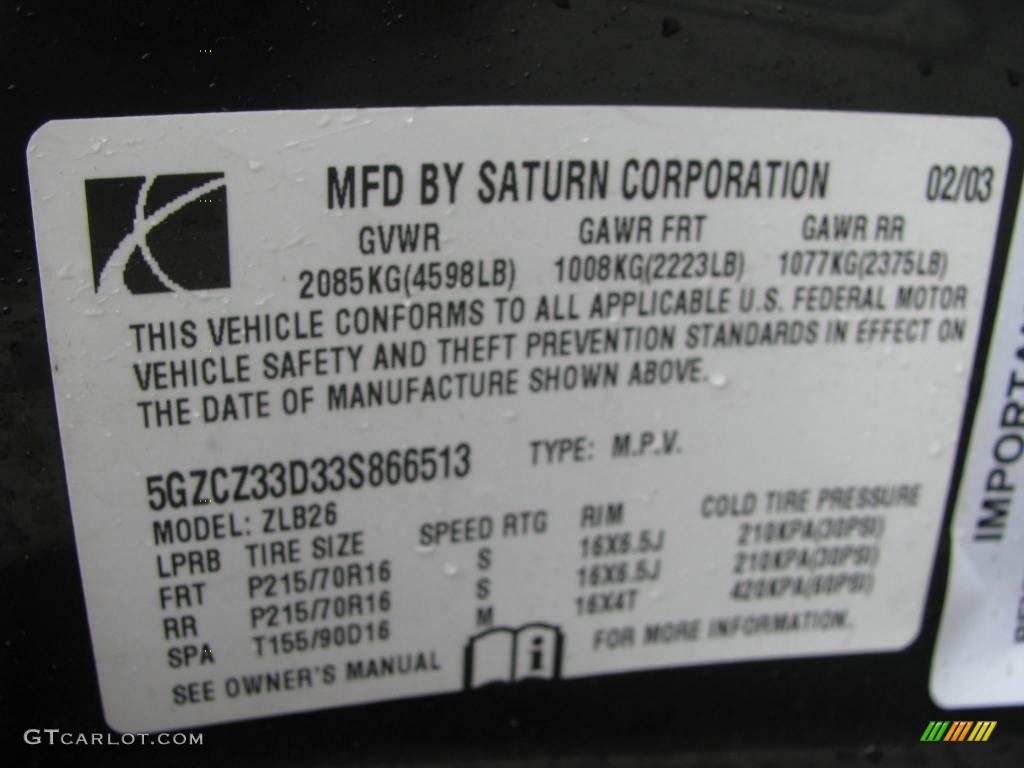 MFD BY SATURN CORPORATION 02/03
GVWR GAWR FRT GAWR RR
2085KG(4598LB) 1008KG(2223LB) 1077KG(2375LB)
THIS VEHICLE CONFORMS TO ALL APPLICABLE U.S. FEDERAL MOTOR
VEHICLE SAFETY AND THEFT PREVENTION STANDARDS IN EFFECT ON
THE DATE OF MANUFACTURE SHOWN ABOVE.
5GZCZ33D33S866513 TYPE: M.P.V.
MODEL: ZLB26
LPRB TIRE SIZE SPEED RTG RIM COLD TIRE PRESSURE
FRT P215/70R16 S 16X6.5J 210KPA(30PSI)
RR P215/70R16 S 16X6.5J 210KPA(30PSI)
SPA T155/90D16 M 16X4T 420KPA(60PSI)
SEE OWNER'S MANUAL i FOR MORE INFORMATION.
GTCARLOT.COM